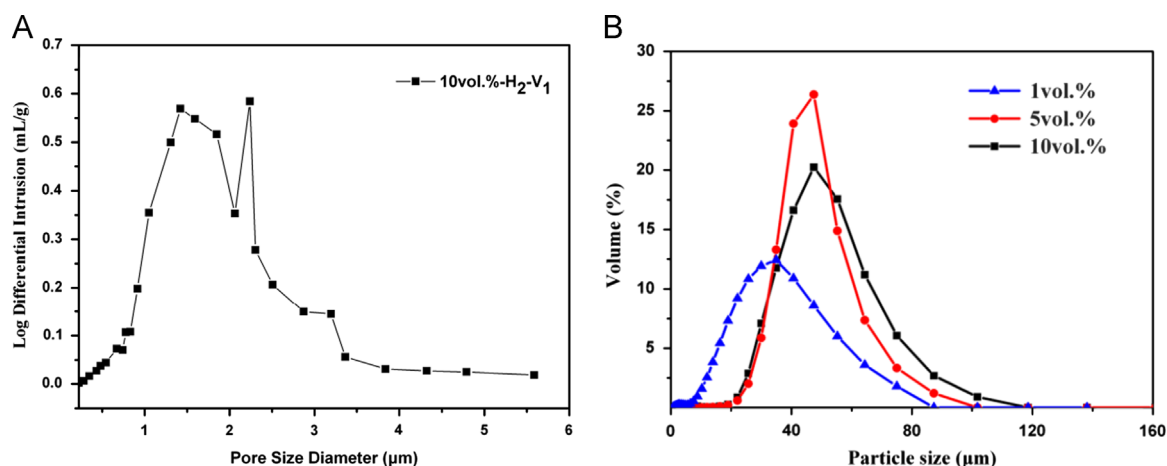 A
0.7
0.6
0.5
0.4
0.3
0.2
0.1
0.0
Log Differential Intrusion (mL/g)
10vol.%-H2-V1
1
2
3
4
5
6
Pore Size Diameter (μm)
B
30
25
20
15
10
5
Volume (%)
1vol.%
5vol.%
10vol.%
0
40
80
120
160
Particle size (μm)